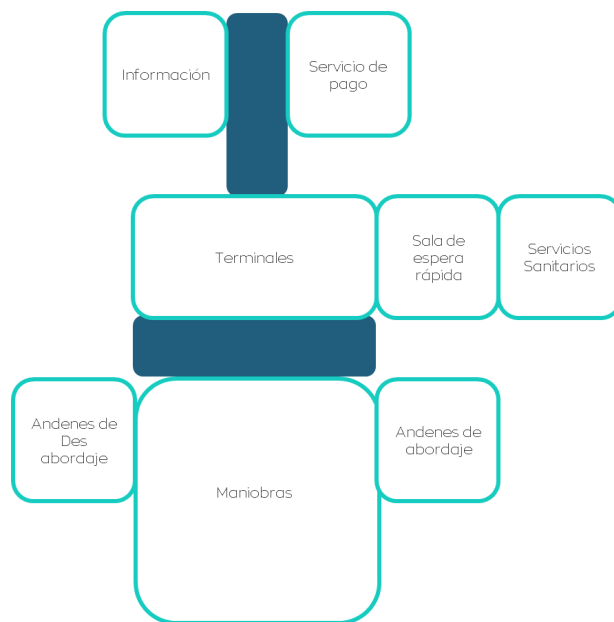 Información
Servicio de
pago
Terminales
Sala de
espera
rápida
Servicios
Sanitarios
Andenes de
Des
abordaje
Maniobras
Andenes de
abordaje